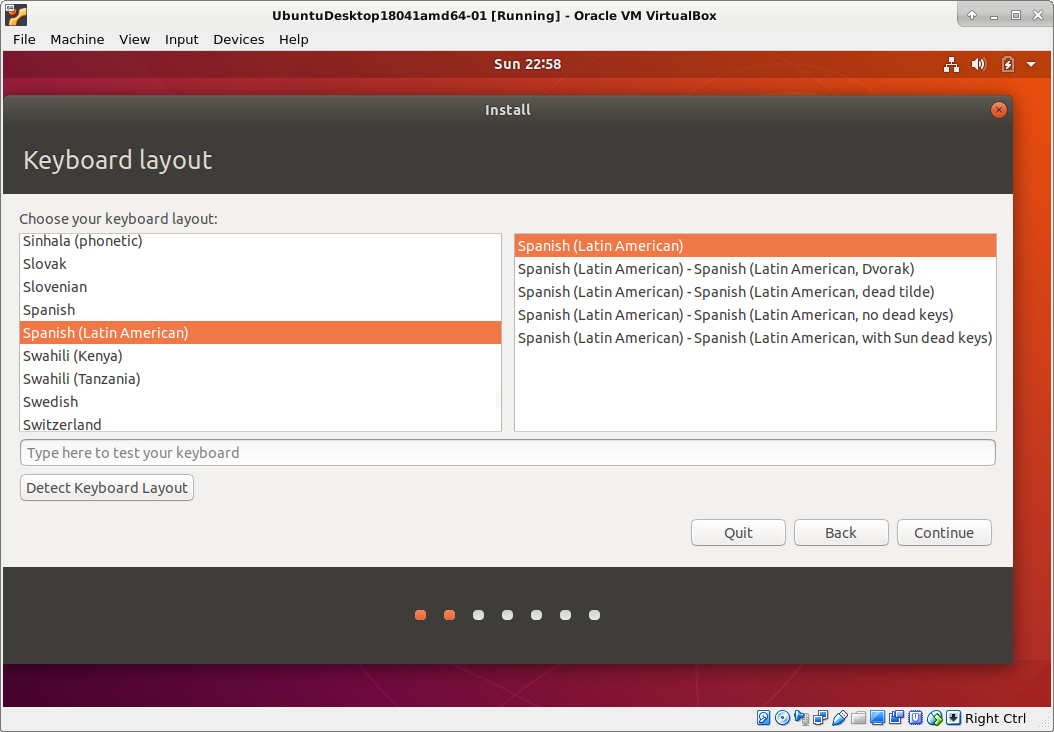 UbuntuDesktop18041amd64-01 [Running] - Oracle VM VirtualBox
File Machine View Input Devices Help
Sun 22:58
Install
Keyboard layout
Choose your keyboard layout:
Sinhala (phonetic)
Slovak
Slovenian
Spanish
Spanish (Latin American)
Swahili (Kenya)
Swahili (Tanzania)
Swedish
Switzerland
Spanish (Latin American)
Spanish (Latin American) - Spanish (Latin American, Dvorak)
Spanish (Latin American) - Spanish (Latin American, dead tilde)
Spanish (Latin American) - Spanish (Latin American, no dead keys)
Spanish (Latin American) - Spanish (Latin American, with Sun dead keys)
Type here to test your keyboard
Detect Keyboard Layout
Quit Back Continue
Right Ctrl